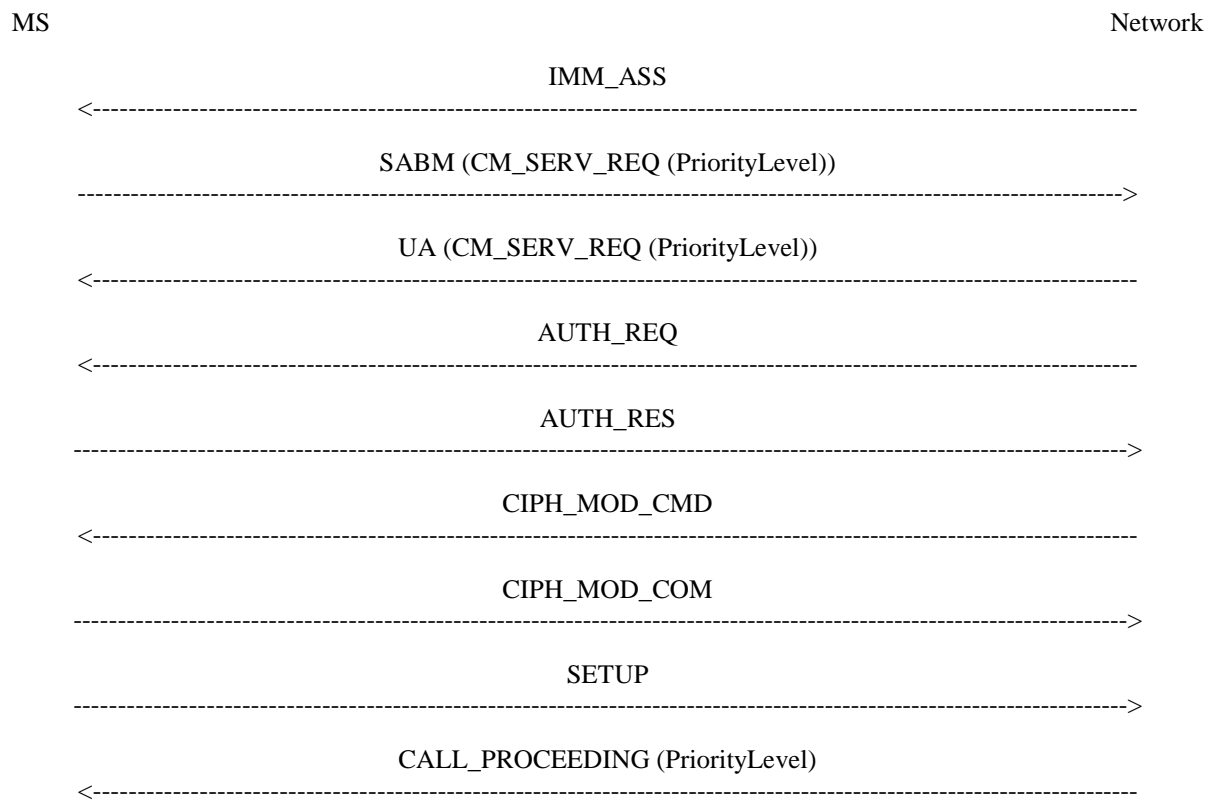 MS Network
IMM_ASS
<----------------------------------------------------------------------------------------------------------------------
SABM (CM_SERV_REQ (PriorityLevel))
---------------------------------------------------------------------------------------------------------------------->
UA (CM_SERV_REQ (PriorityLevel))
<----------------------------------------------------------------------------------------------------------------------
AUTH_REQ
<----------------------------------------------------------------------------------------------------------------------
AUTH_RES
---------------------------------------------------------------------------------------------------------------------->
CIPH_MOD_CMD
<----------------------------------------------------------------------------------------------------------------------
CIPH_MOD_COM
---------------------------------------------------------------------------------------------------------------------->
SETUP
---------------------------------------------------------------------------------------------------------------------->
CALL_PROCEEDING (PriorityLevel)
<----------------------------------------------------------------------------------------------------------------------